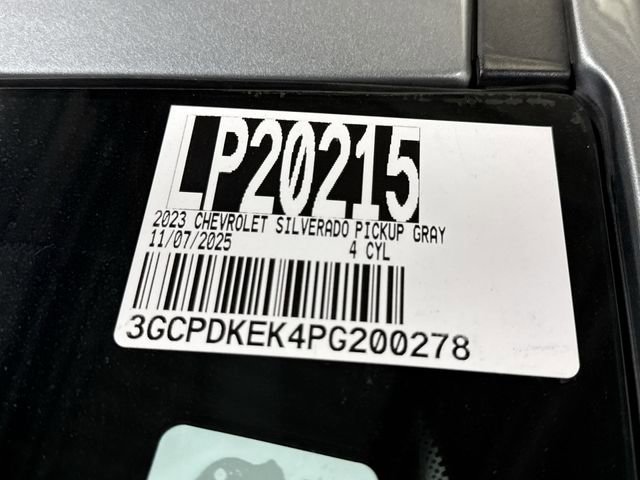 LP20215
2023 CHEVROLET SILVERADO PICKUP GRAY
11/07/2025 4 CYL
3GCPDKEK4PG200278